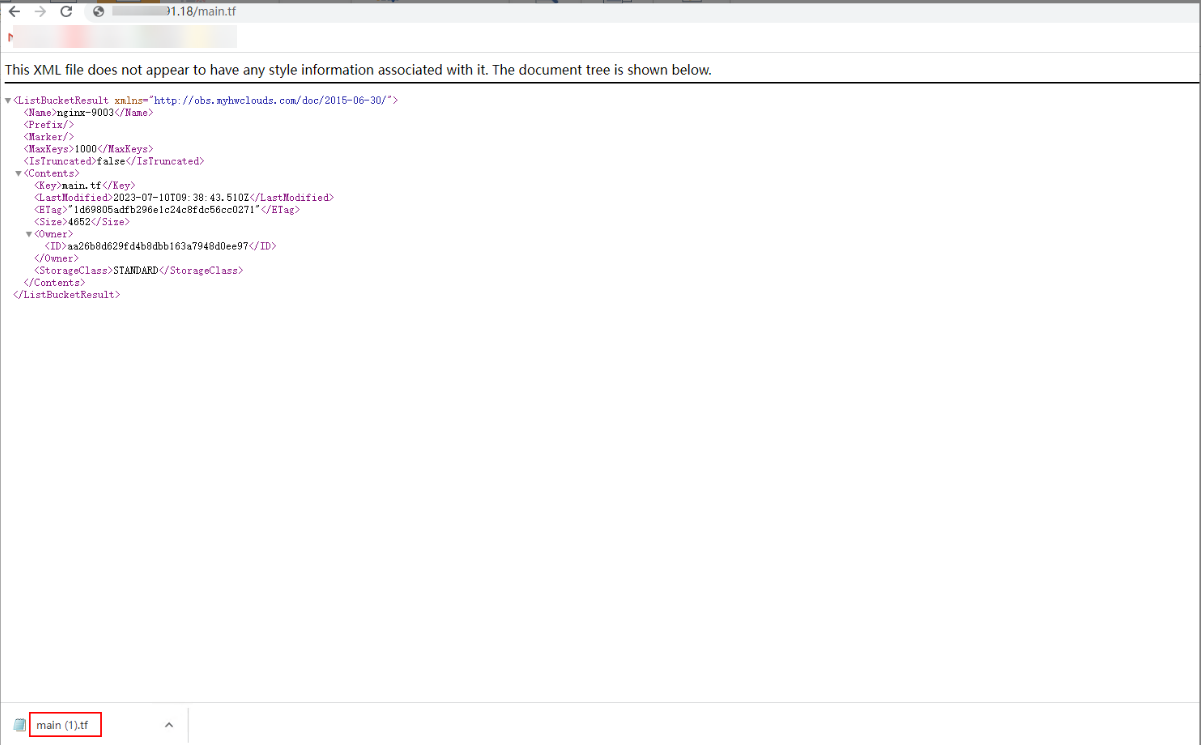 91.18/main.tf
This XML file does not appear to have any style information associated with it. The document tree is shown below.
<ListBucketResult xmlns="http://obs.myhwclouds.com/doc/2015-06-30/">
<Name>nginx-9003</Name>
<Prefix/>
<Marker/>
<MaxKeys>1000</MaxKeys>
<IsTruncated>false</IsTruncated>
<Contents>
<Key>main.tf</Key>
<LastModified>2023-07-10T09:38:43.510Z</LastModified>
<ETag>"1d69805adfb296e1c24c8fdc56cc0271"</ETag>
<Size>4652</Size>
<Owner>
<ID>aa26b8d629fd4b8dbb163a7948d0ee97</ID>
</Owner>
<StorageClass>STANDARD</StorageClass>
</Contents>
</ListBucketResult>
main (1).tf